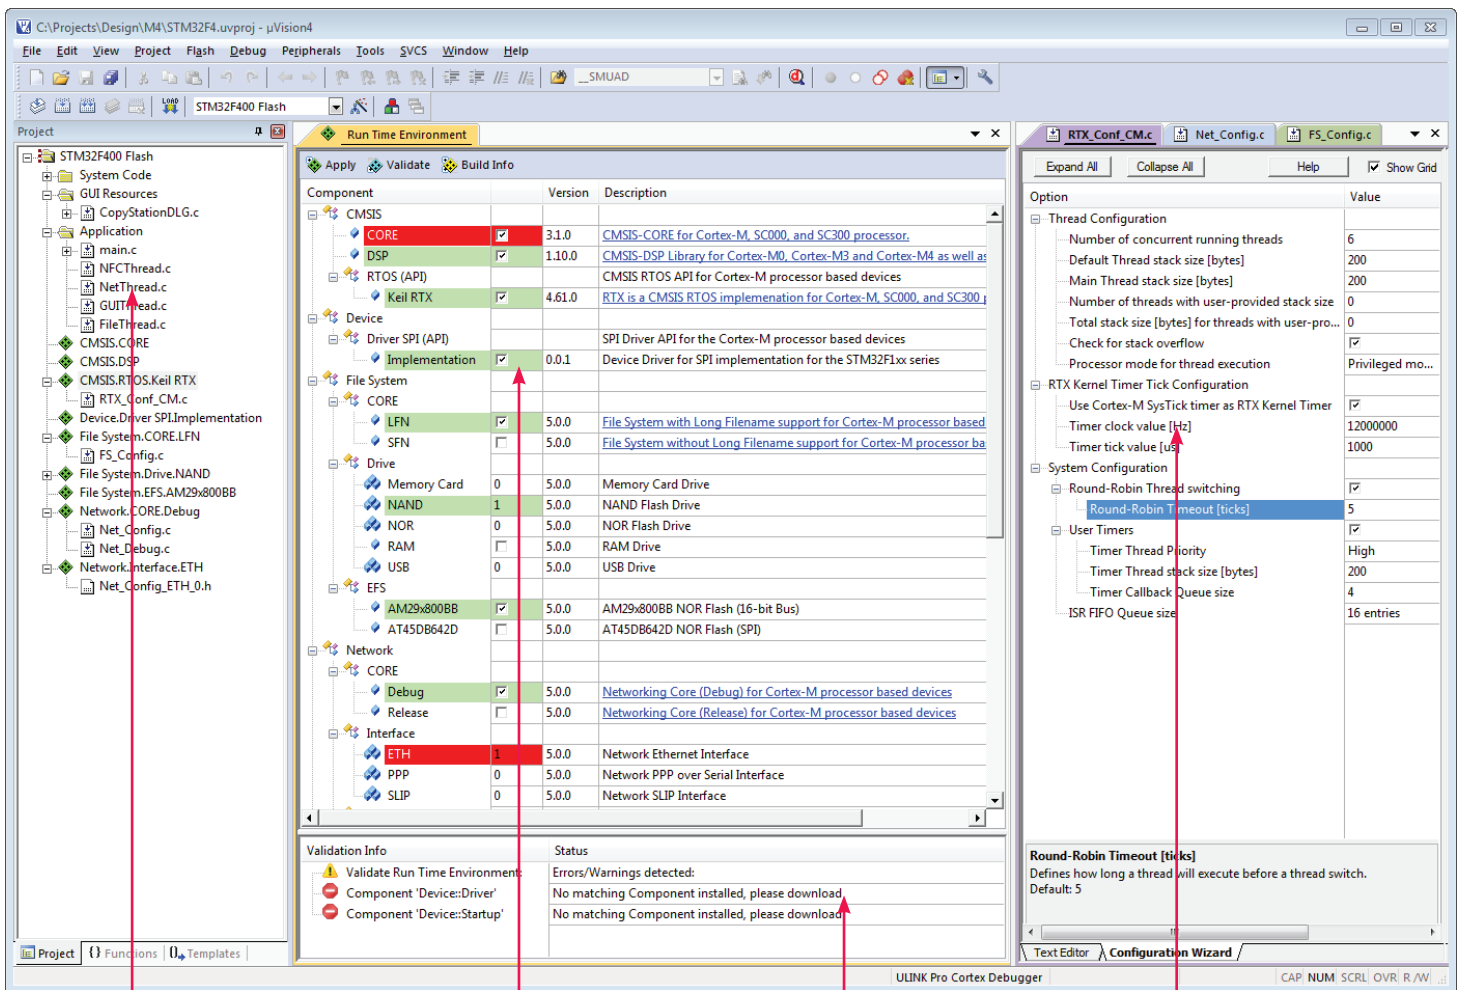 C:\Projects\Design\M4\STM32F4.uvproj - µVision4
File Edit View Project Flash Debug Peripherals Tools SVCS Window Help
__SMUAD
LOAD STM32F400 Flash
Project
STM32F400 Flash
System Code
GUI Resources
CopyStationDLG.c
Application
main.c
NFCThread.c
NetThread.c
GUIThread.c
FileThread.c
CMSIS.CORE
CMSIS.DSP
CMSIS.RTOS.Keil RTX
RTX_Conf_CM.c
Device.Driver SPI.Implementation
File System.CORE.LFN
FS_Config.c
File System.Drive.NAND
File System.EFS.AM29x800BB
Network.CORE.Debug
Net_Config.c
Net_Debug.c
Network.Interface.ETH
Net_Config_ETH_0.h
Project Functions Templates
Run Time Environment
Apply Validate Build Info
Component Version Description
CMSIS
CORE 3.1.0 CMSIS-CORE for Cortex-M, SC000, and SC300 processor.
DSP 1.10.0 CMSIS-DSP Library for Cortex-M0, Cortex-M3 and Cortex-M4 as well as
RTOS (API) CMSIS RTOS API for Cortex-M processor based devices
Keil RTX 4.61.0 RTX is a CMSIS RTOS implemenation for Cortex-M, SC000, and SC300 p
Device
Driver SPI (API) SPI Driver API for the Cortex-M processor based devices
Implementation 0.0.1 Device Driver for SPI implementation for the STM32F1xx series
File System
CORE
LFN 5.0.0 File System with Long Filename support for Cortex-M processor based
SFN 5.0.0 File System without Long Filename support for Cortex-M processor ba
Drive
Memory Card 0 5.0.0 Memory Card Drive
NAND 1 5.0.0 NAND Flash Drive
NOR 0 5.0.0 NOR Flash Drive
RAM 5.0.0 RAM Drive
USB 0 5.0.0 USB Drive
EFS
AM29x800BB 5.0.0 AM29x800BB NOR Flash (16-bit Bus)
AT45DB642D 5.0.0 AT45DB642D NOR Flash (SPI)
Network
CORE
Debug 5.0.0 Networking Core (Debug) for Cortex-M processor based devices
Release 5.0.0 Networking Core (Release) for Cortex-M processor based devices
Interface
ETH 1 5.0.0 Network Ethernet Interface
PPP 0 5.0.0 Network PPP over Serial Interface
SLIP 0 5.0.0 Network SLIP Interface
Validation Info Status
Validate Run Time Environment: Errors/Warnings detected:
Component 'Device::Driver' No matching Component installed, please download
Component 'Device::Startup' No matching Component installed, please download
RTX_Conf_CM.c Net_Config.c FS_Config.c
Expand All Collapse All Help Show Grid
Option Value
Thread Configuration
Number of concurrent running threads 6
Default Thread stack size [bytes] 200
Main Thread stack size [bytes] 200
Number of threads with user-provided stack size 0
Total stack size [bytes] for threads with user-pro... 0
Check for stack overflow
Processor mode for thread execution Privileged mo...
RTX Kernel Timer Tick Configuration
Use Cortex-M SysTick timer as RTX Kernel Timer
Timer clock value [Hz] 12000000
Timer tick value [us] 1000
System Configuration
Round-Robin Thread switching
Round-Robin Timeout [ticks] 5
User Timers
Timer Thread Priority High
Timer Thread stack size [bytes] 200
Timer Callback Queue size 4
ISR FIFO Queue size 16 entries
Round-Robin Timeout [ticks]
Defines how long a thread will execute before a thread switch.
Default: 5
Text Editor Configuration Wizard
ULINK Pro Cortex Debugger CAP NUM SCRL OVR R/W